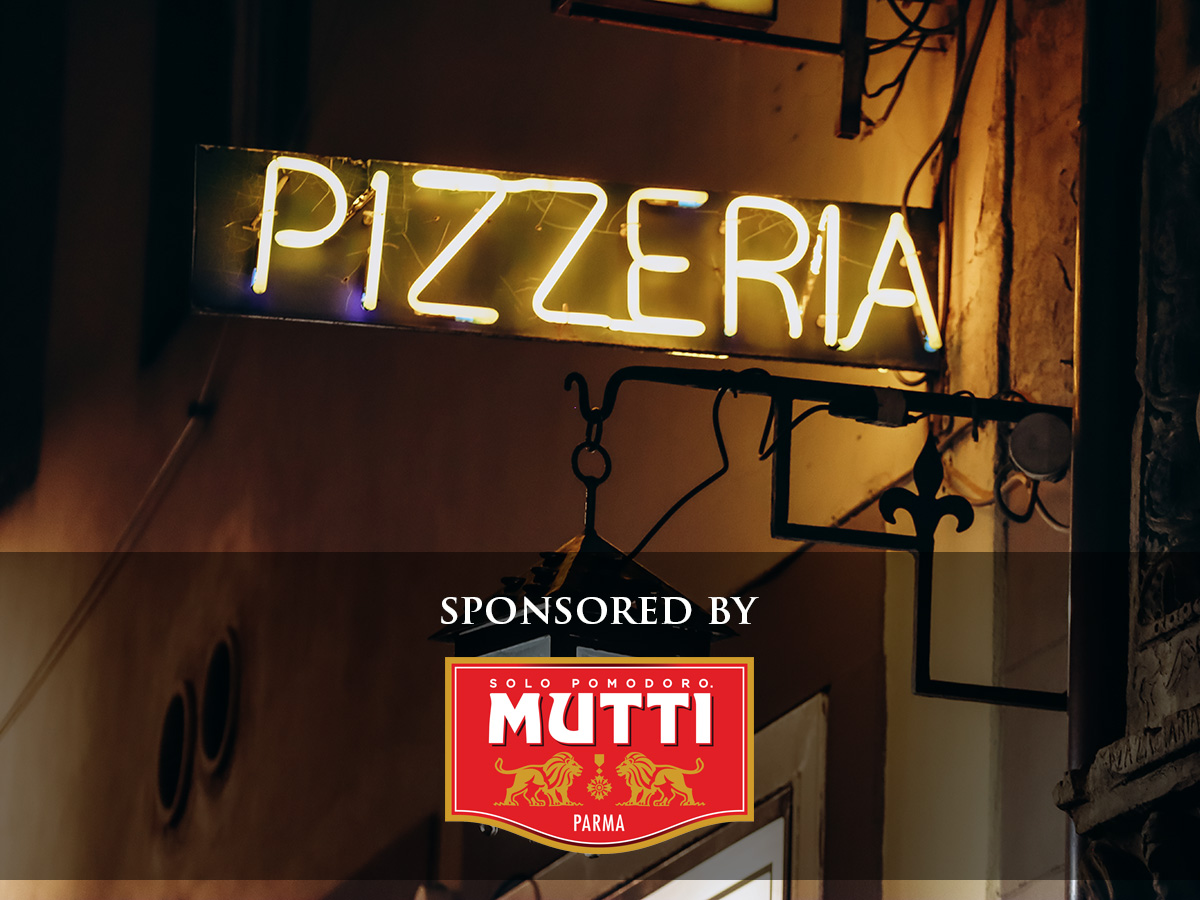 PIZZERIA
SPONSORED BY
SOLO POMODORO.
MUTTI
PARMA